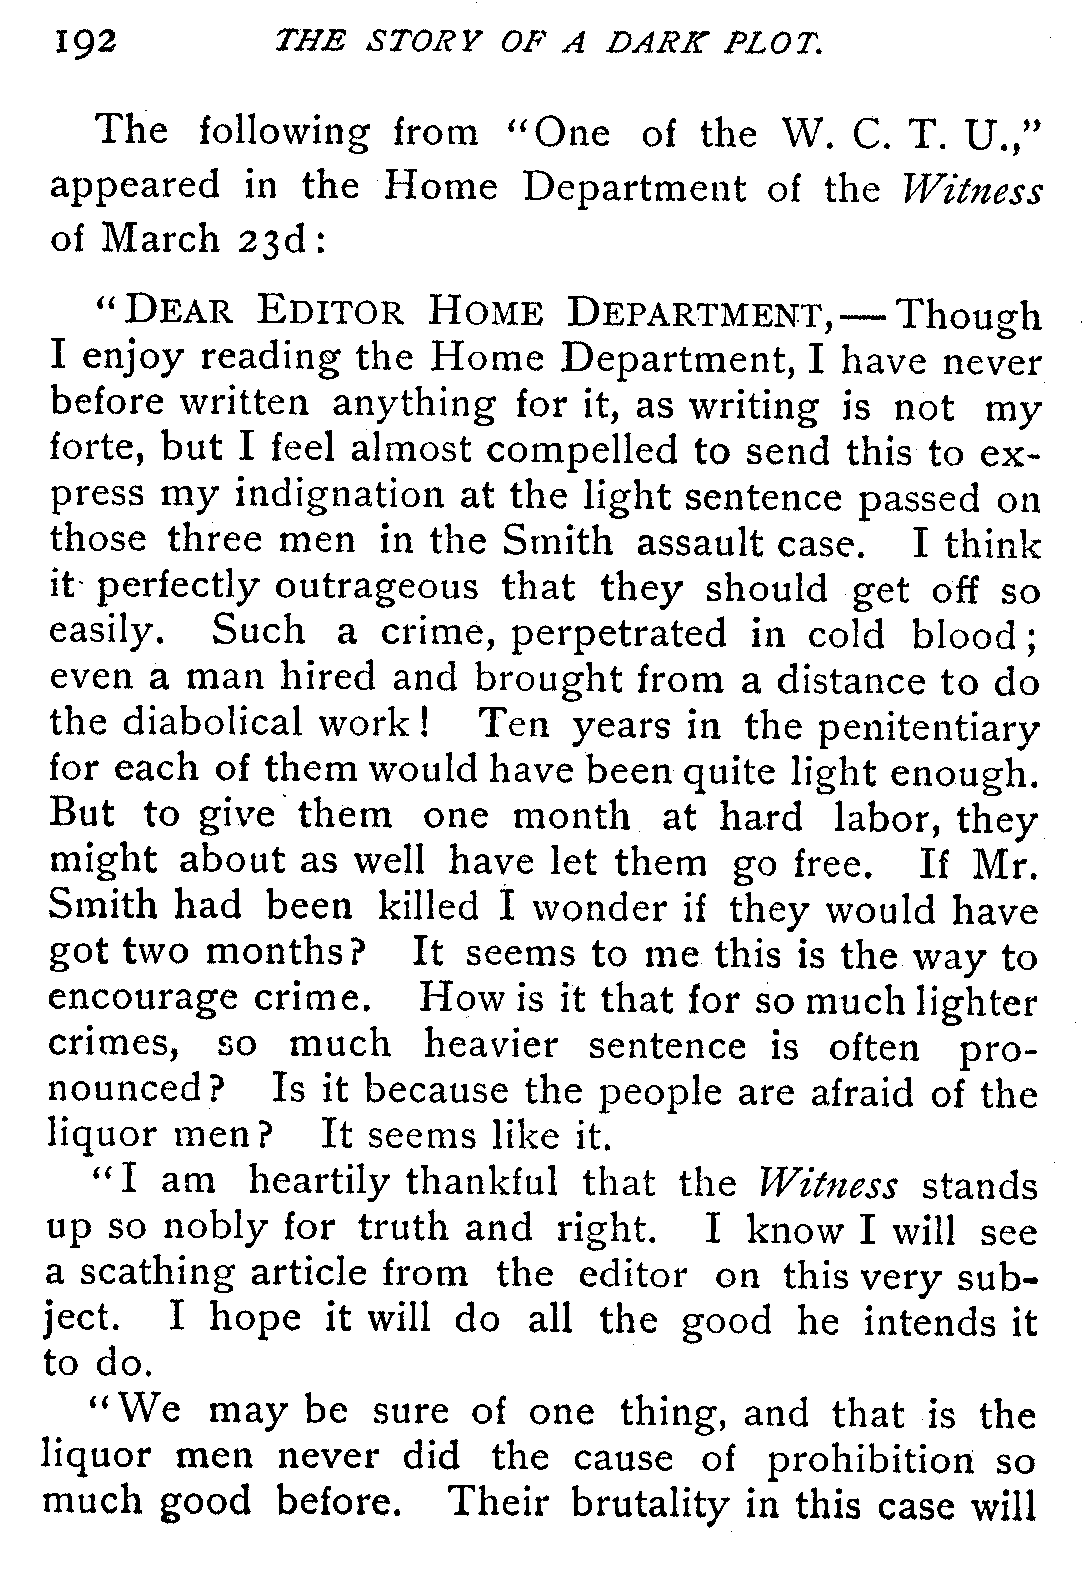 192 THE STORY OF A DARK PLOT.
The following from "One of the W. C. T. U.,"
appeared in the Home Department of the Witness
of March 23d:
"DEAR EDITOR HOME DEPARTMENT,—Though
I enjoy reading the Home Department, I have never
before written anything for it, as writing is not my
forte, but I feel almost compelled to send this to ex-
press my indignation at the light sentence passed on
those three men in the Smith assault case. I think
it perfectly outrageous that they should get off so
easily. Such a crime, perpetrated in cold blood;
even a man hired and brought from a distance to do
the diabolical work! Ten years in the penitentiary
for each of them would have been quite light enough.
But to give them one month at hard labor, they
might about as well have let them go free. If Mr.
Smith had been killed I wonder if they would have
got two months? It seems to me this is the way to
encourage crime. How is it that for so much lighter
crimes, so much heavier sentence is often pro-
nounced? Is it because the people are afraid of the
liquor men? It seems like it.
"I am heartily thankful that the Witness stands
up so nobly for truth and right. I know I will see
a scathing article from the editor on this very sub-
ject. I hope it will do all the good he intends it
to do.
"We may be sure of one thing, and that is the
liquor men never did the cause of prohibition so
much good before. Their brutality in this case will